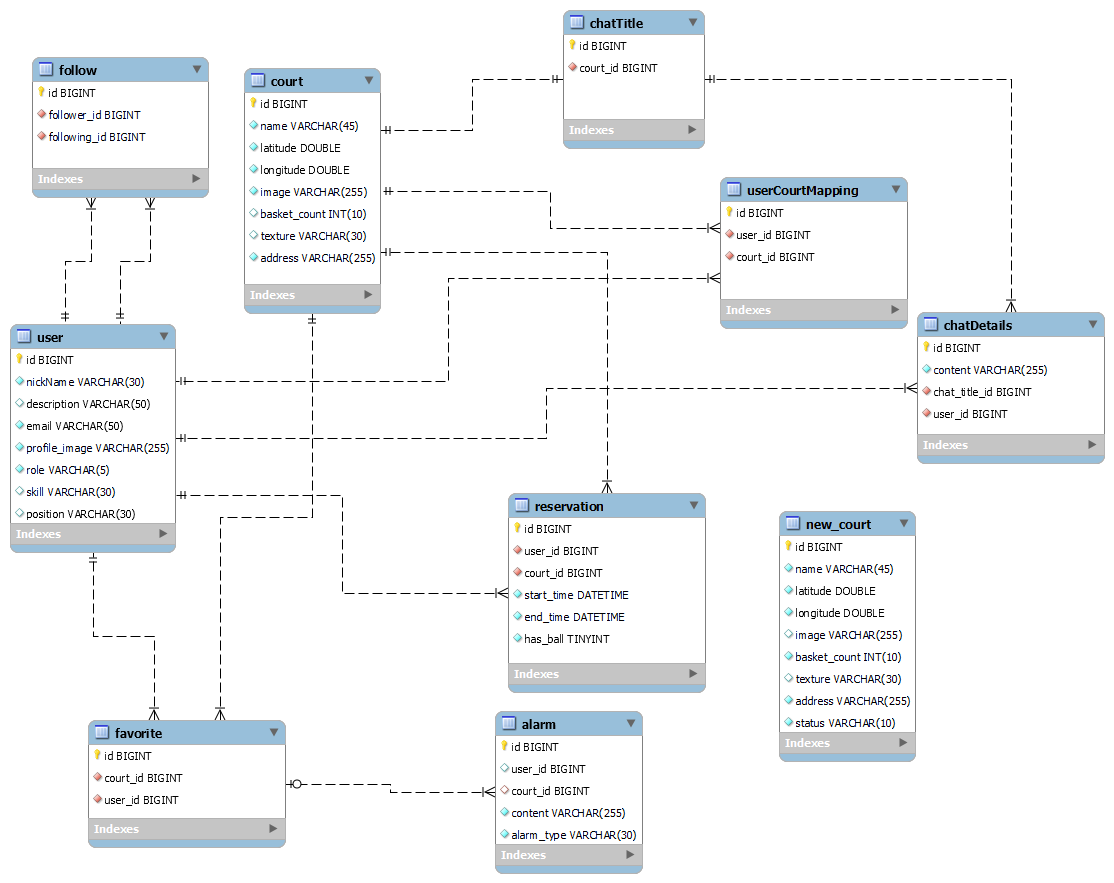 chatTitle
id BIGINT
court_id BIGINT
Indexes
follow
id BIGINT
follower_id BIGINT
following_id BIGINT
Indexes
court
id BIGINT
name VARCHAR(45)
latitude DOUBLE
longitude DOUBLE
image VARCHAR(255)
basket_count INT(10)
texture VARCHAR(30)
address VARCHAR(255)
Indexes
userCourtMapping
id BIGINT
user_id BIGINT
court_id BIGINT
Indexes
chatDetails
id BIGINT
content VARCHAR(255)
chat_title_id BIGINT
user_id BIGINT
Indexes
user
id BIGINT
nickName VARCHAR(30)
description VARCHAR(50)
email VARCHAR(50)
profile_image VARCHAR(255)
role VARCHAR(5)
skill VARCHAR(30)
position VARCHAR(30)
Indexes
reservation
id BIGINT
user_id BIGINT
court_id BIGINT
start_time DATETIME
end_time DATETIME
has_ball TINYINT
Indexes
new_court
id BIGINT
name VARCHAR(45)
latitude DOUBLE
longitude DOUBLE
image VARCHAR(255)
basket_count INT(10)
texture VARCHAR(30)
address VARCHAR(255)
status VARCHAR(10)
Indexes
favorite
id BIGINT
court_id BIGINT
user_id BIGINT
Indexes
alarm
id BIGINT
user_id BIGINT
court_id BIGINT
content VARCHAR(255)
alarm_type VARCHAR(30)
Indexes